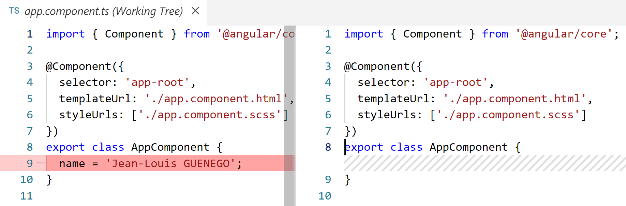 TS app.component.ts (Working Tree) ×
1 import { Component } from '@angular/co
2
3 @Component({
4 selector: 'app-root',
5 templateUrl: './app.component.html',
6 styleUrls: ['./app.component.scss']
7 })
8 export class AppComponent {
9 - name = 'Jean-Louis GUENEGO';
10 }
11
1 import { Component } from '@angular/core';
2
3 @Component({
4 selector: 'app-root',
5 templateUrl: './app.component.html',
6 styleUrls: ['./app.component.scss']
7 })
8 export class AppComponent {
9 }
10